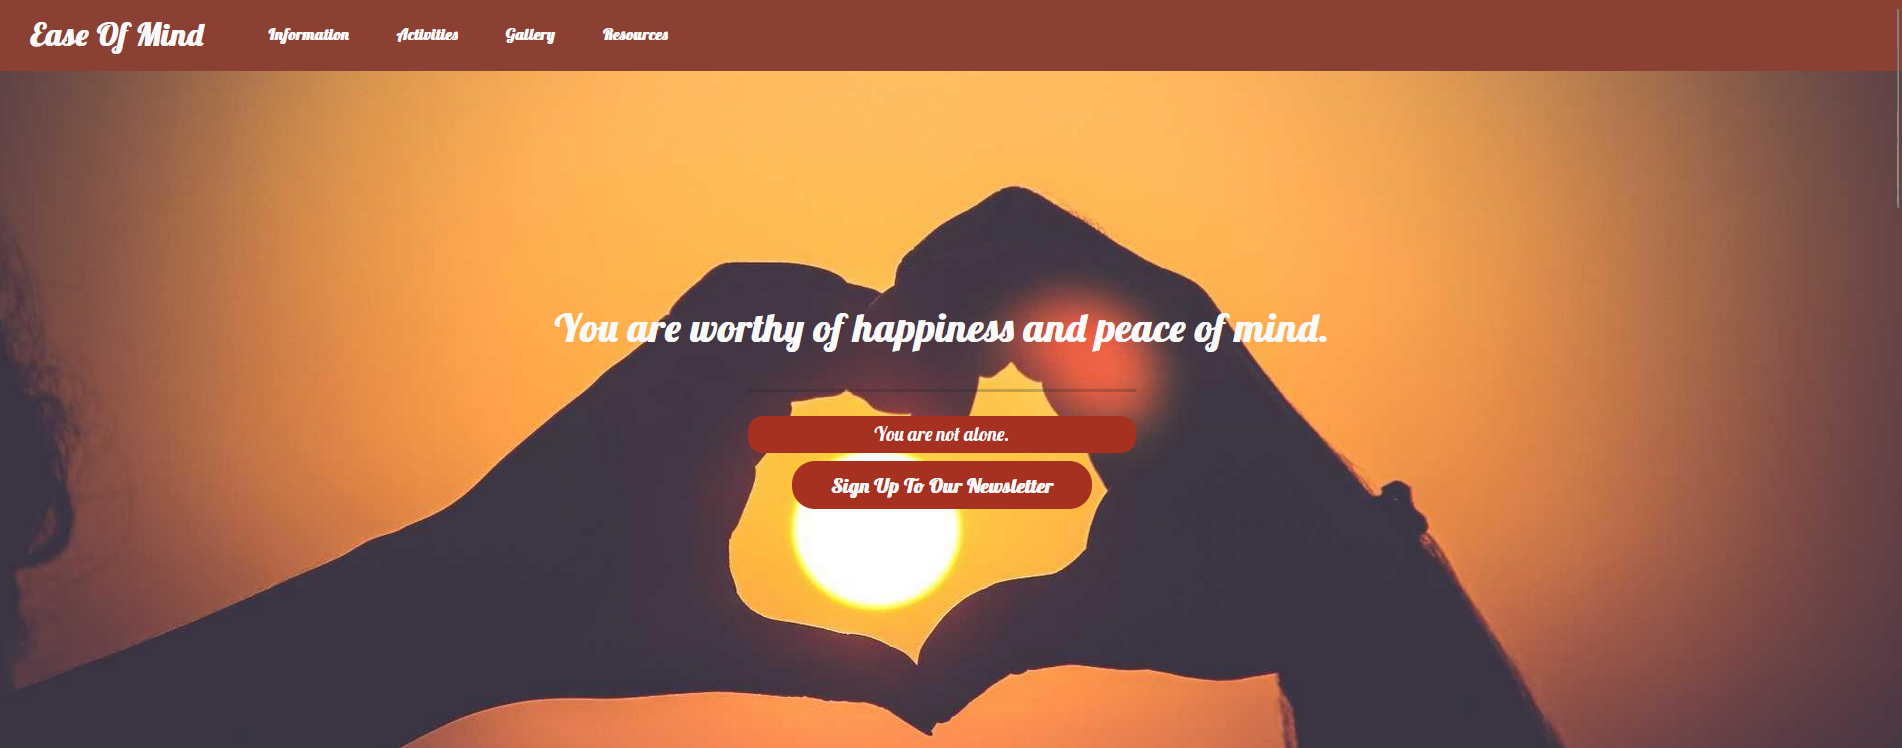 Ease Of Mind
Information Activities Gallery Resources
You are worthy of happiness and peace of mind.
You are not alone.
Sign Up To Our Newsletter